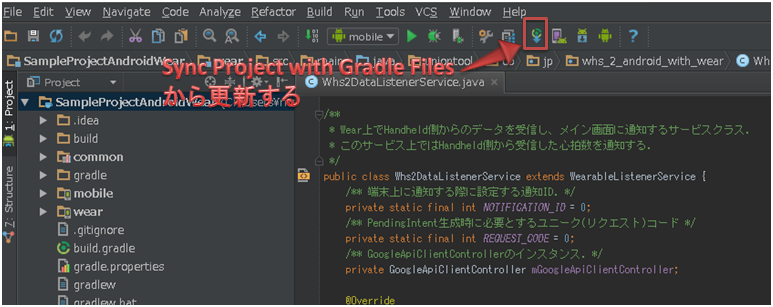 File Edit View Navigate Code Analyze Refactor Build Run Tools VCS Window Help
mobile
SampleProjectAndroidWear wear src java jp whs_2_android_with_wear
Sync Project with Gradle Files
から更新する
Project
Whs2DataListenerService.java
1: Project
Z: Structure
SampleProjectAndroidWear
.idea
build
common
gradle
mobile
wear
.gitignore
build.gradle
gradle.properties
gradlew
gradlew.bat
/**
* Wear上でHandheld側からのデータを受信し、メイン画面に通知するサービスクラス.
* このサービス上ではHandheld側から受信した心拍数を通知する.
*/
public class Whs2DataListenerService extends WearableListenerService {
/** 端末上に通知する際に設定する通知ID. */
private static final int NOTIFIGATION_ID = 0;
/** PendingIntent生成時に必要とするユニーク(リクエスト)コード */
private static final int REQUEST_CODE = 0;
/** GoogleApiClientControllerのインスタンス. */
private GoogleApiClientController mGoogleApiClientController;
@Override